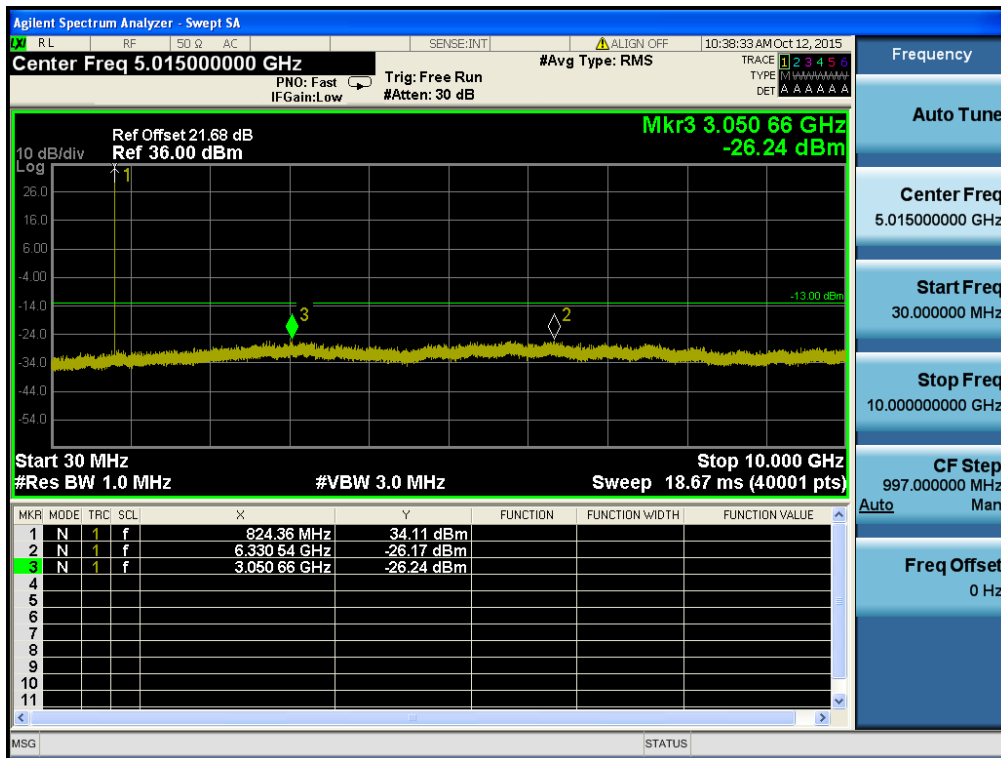 Agilent Spectrum Analyzer - Swept SA
LXI RL RF 50 Ω AC SENSE:INT ALIGN OFF 10:38:33 AM Oct 12, 2015
Center Freq 5.015000000 GHz
PNO: Fast
IFGain:Low
Trig: Free Run
#Atten: 30 dB
#Avg Type: RMS
TRACE 1 2 3 4 5 6
TYPE M
DET A A A A A A
Ref Offset 21.68 dB
10 dB/div Ref 36.00 dBm
Log
Mkr3 3.050 66 GHz
-26.24 dBm
1
26.0
16.0
6.00
-4.00
-13.00 dBm
-14.0
3
2
-24.0
-34.0
-44.0
-54.0
Start 30 MHz Stop 10.000 GHz
#Res BW 1.0 MHz #VBW 3.0 MHz Sweep 18.67 ms (40001 pts)
MKR MODE TRC SCL X Y FUNCTION FUNCTION WIDTH FUNCTION VALUE
1 N 1 f 824.36 MHz 34.11 dBm
2 N 1 f 6.330 54 GHz -26.17 dBm
3 N 1 f 3.050 66 GHz -26.24 dBm
4
5
6
7
8
9
10
11
MSG STATUS
Frequency
Auto Tune
Center Freq
5.015000000 GHz
Start Freq
30.000000 MHz
Stop Freq
10.000000000 GHz
CF Step
997.000000 MHz
Auto Man
Freq Offset
0 Hz